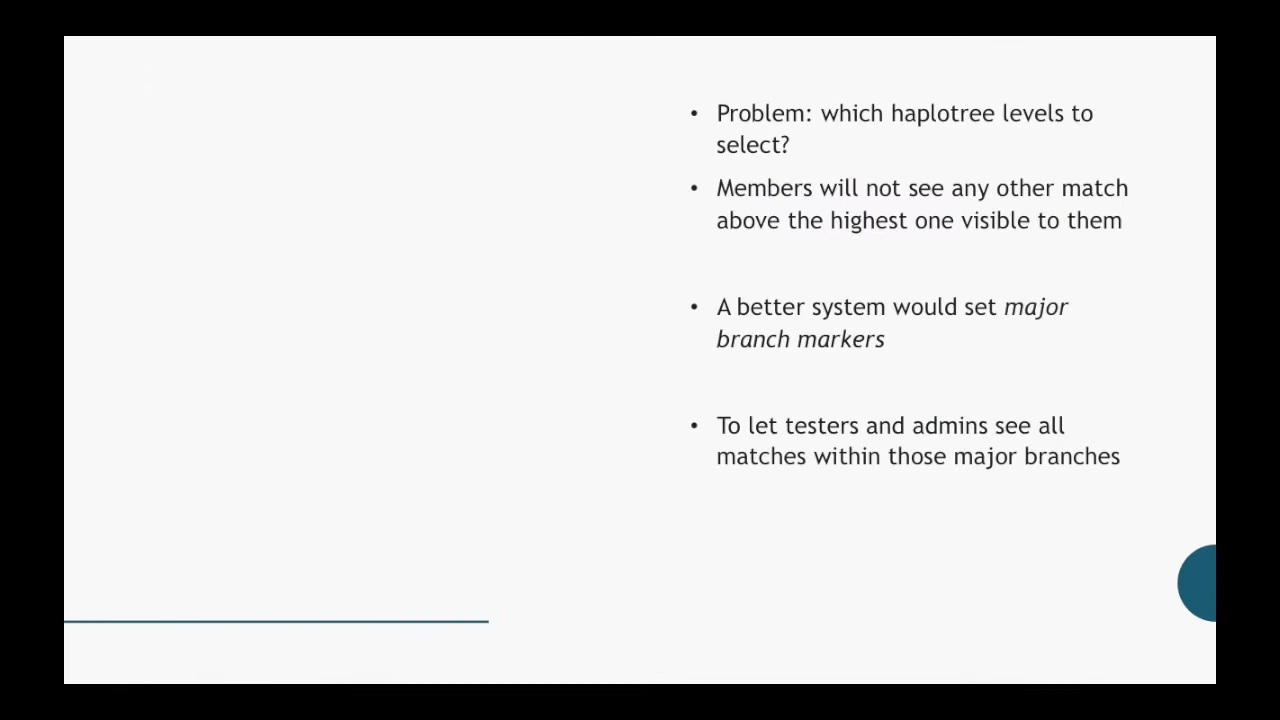 • Problem: which haplotree levels to
select?
• Members will not see any other match
above the highest one visible to them
• A better system would set major
branch markers
• To let testers and admins see all
matches within those major branches